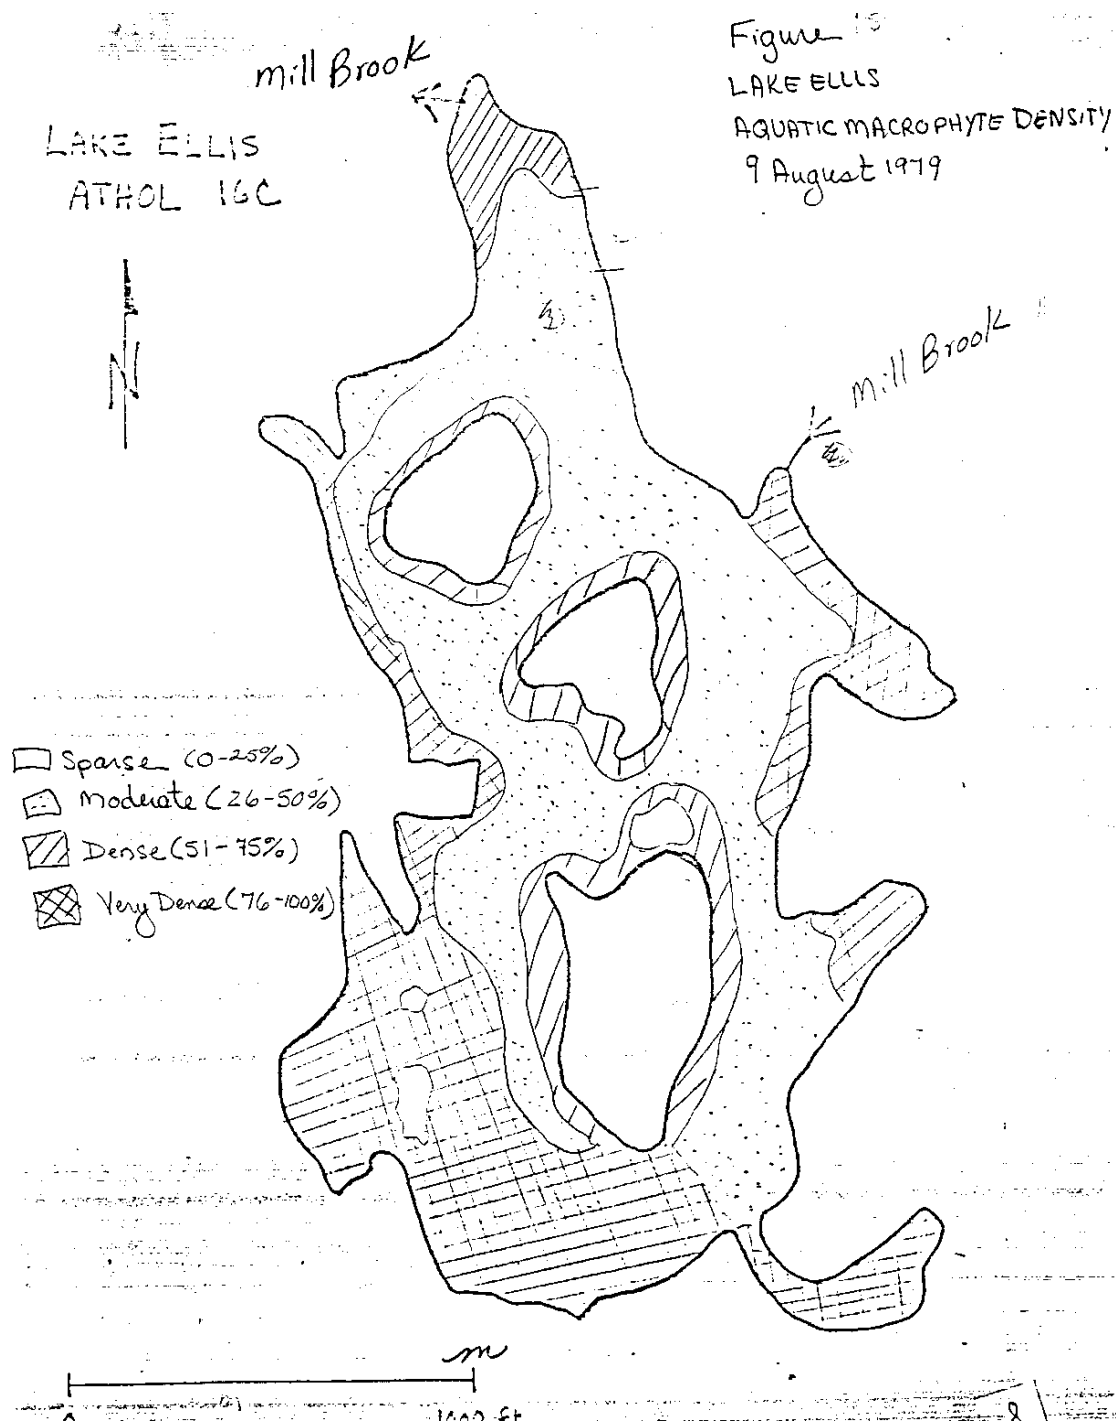 Mill Brook
Figure
LAKE ELLIS
AQUATIC MACROPHYTE DENSITY
9 August 1979
LAKE ELLIS
ATHOL 16C
N
Mill Brook
Sparse (0-25%)
Moderate (26-50%)
Dense (51-75%)
Very Dense (76-100%)
m
0 1000 ft